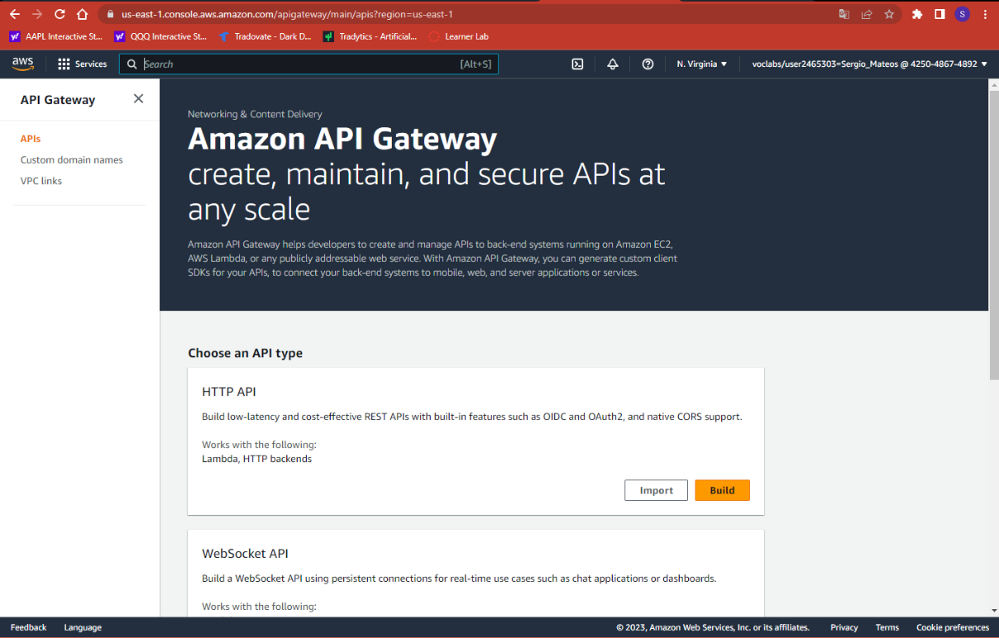 us-east-1.console.aws.amazon.com/apigateway/main/apis?region=us-east-1
S
AAPL Interactive St...
QQQ Interactive St...
Tradovate - Dark D...
Tradytics - Artificial...
Learner Lab
aws
Services
Search
[Alt+S]
N. Virginia
voclabs/user2465303=Sergio_Mateos @ 4250-4867-4892
API Gateway
APIs
Custom domain names
VPC links
Networking & Content Delivery
Amazon API Gateway
create, maintain, and secure APIs at
any scale
Amazon API Gateway helps developers to create and manage APIs to back-end systems running on Amazon EC2,
AWS Lambda, or any publicly addressable web service. With Amazon API Gateway, you can generate custom client
SDKs for your APIs, to connect your back-end systems to mobile, web, and server applications or services.
Choose an API type
HTTP API
Build low-latency and cost-effective REST APIs with built-in features such as OIDC and OAuth2, and native CORS support.
Works with the following:
Lambda, HTTP backends
Import
Build
WebSocket API
Build a WebSocket API using persistent connections for real-time use cases such as chat applications or dashboards.
Works with the following:
Feedback
Language
© 2023, Amazon Web Services, Inc. or its affiliates.
Privacy
Terms
Cookie preferences